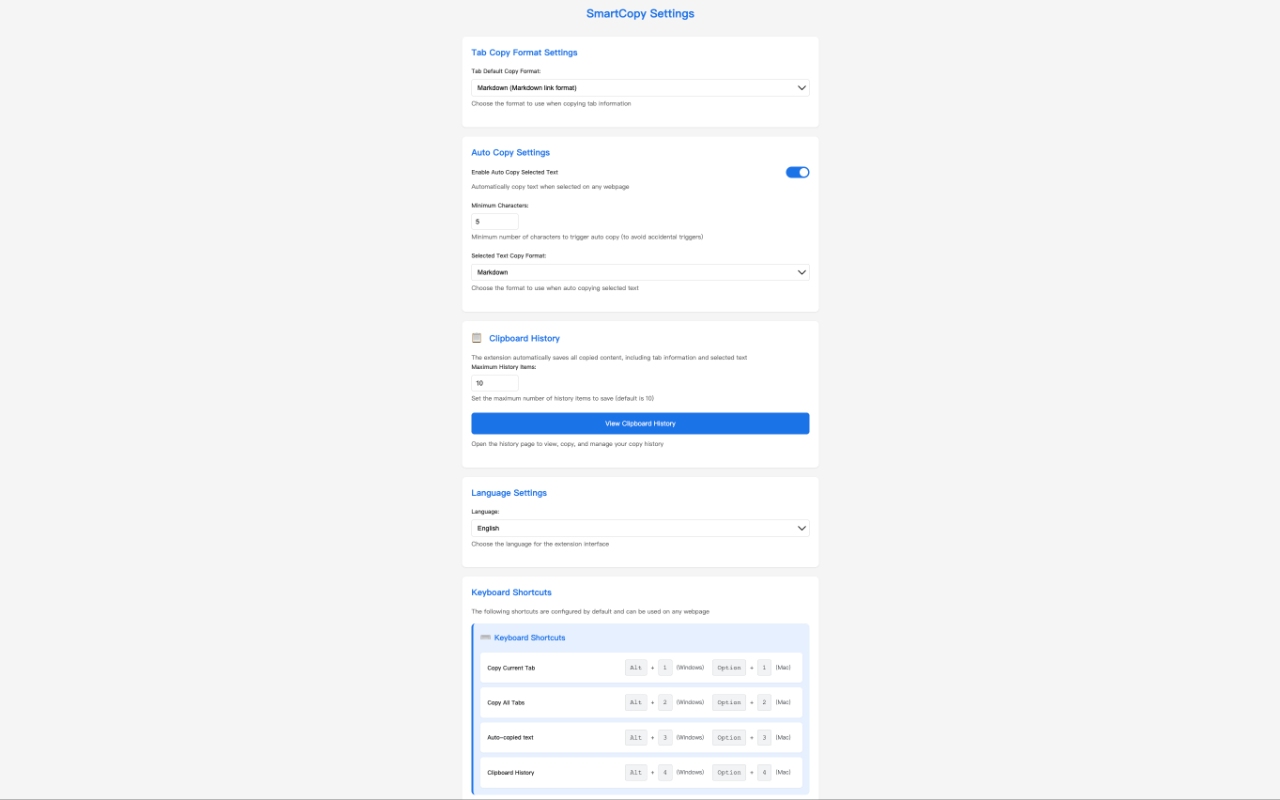 SmartCopy Settings
Tab Copy Format Settings
Tab Default Copy Format:
Markdown (Markdown link format)
Choose the format to use when copying tab information
Auto Copy Settings
Enable Auto Copy Selected Text
Automatically copy text when selected on any webpage
Minimum Characters:
5
Minimum number of characters to trigger auto copy (to avoid accidental triggers)
Selected Text Copy Format:
Markdown
Choose the format to use when auto copying selected text
Clipboard History
The extension automatically saves all copied content, including tab information and selected text
Maximum History Items:
10
Set the maximum number of history items to save (default is 10)
View Clipboard History
Open the history page to view, copy, and manage your copy history
Language Settings
Language:
English
Choose the language for the extension interface
Keyboard Shortcuts
The following shortcuts are configured by default and can be used on any webpage
Keyboard Shortcuts
Copy Current Tab Alt + 1 (Windows) Option + 1 (Mac)
Copy All Tabs Alt + 2 (Windows) Option + 2 (Mac)
Auto-copied text Alt + 3 (Windows) Option + 3 (Mac)
Clipboard History Alt + 4 (Windows) Option + 4 (Mac)